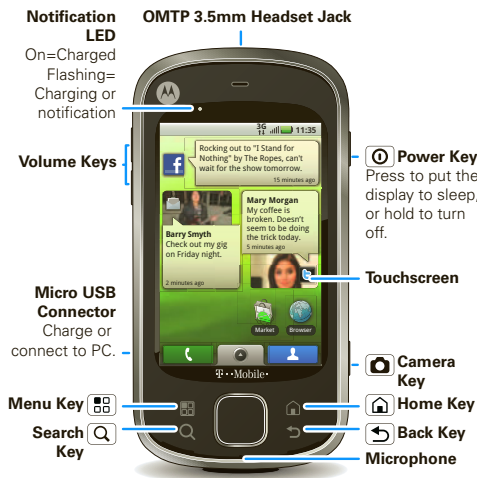 Notification
LED
On=Charged
Flashing=
Charging or
notification
OMTP 3.5mm Headset Jack
Volume Keys
Micro USB
Connector
Charge or
connect to PC.
Menu Key
Search
Key
3G
11:35
Rocking out to "I Stand for
Nothing" by The Ropes, can't
wait for the show tomorrow.
15 minutes ago
Barry Smyth
Check out my gig
on Friday night.
2 minutes ago
Mary Morgan
My coffee is
broken. Doesn't
seem to be doing
the trick today.
5 minutes ago
Market
Browser
T··Mobile·
Power Key
Press to put the
display to sleep,
or hold to turn
off.
Touchscreen
Camera
Key
Home Key
Back Key
Microphone